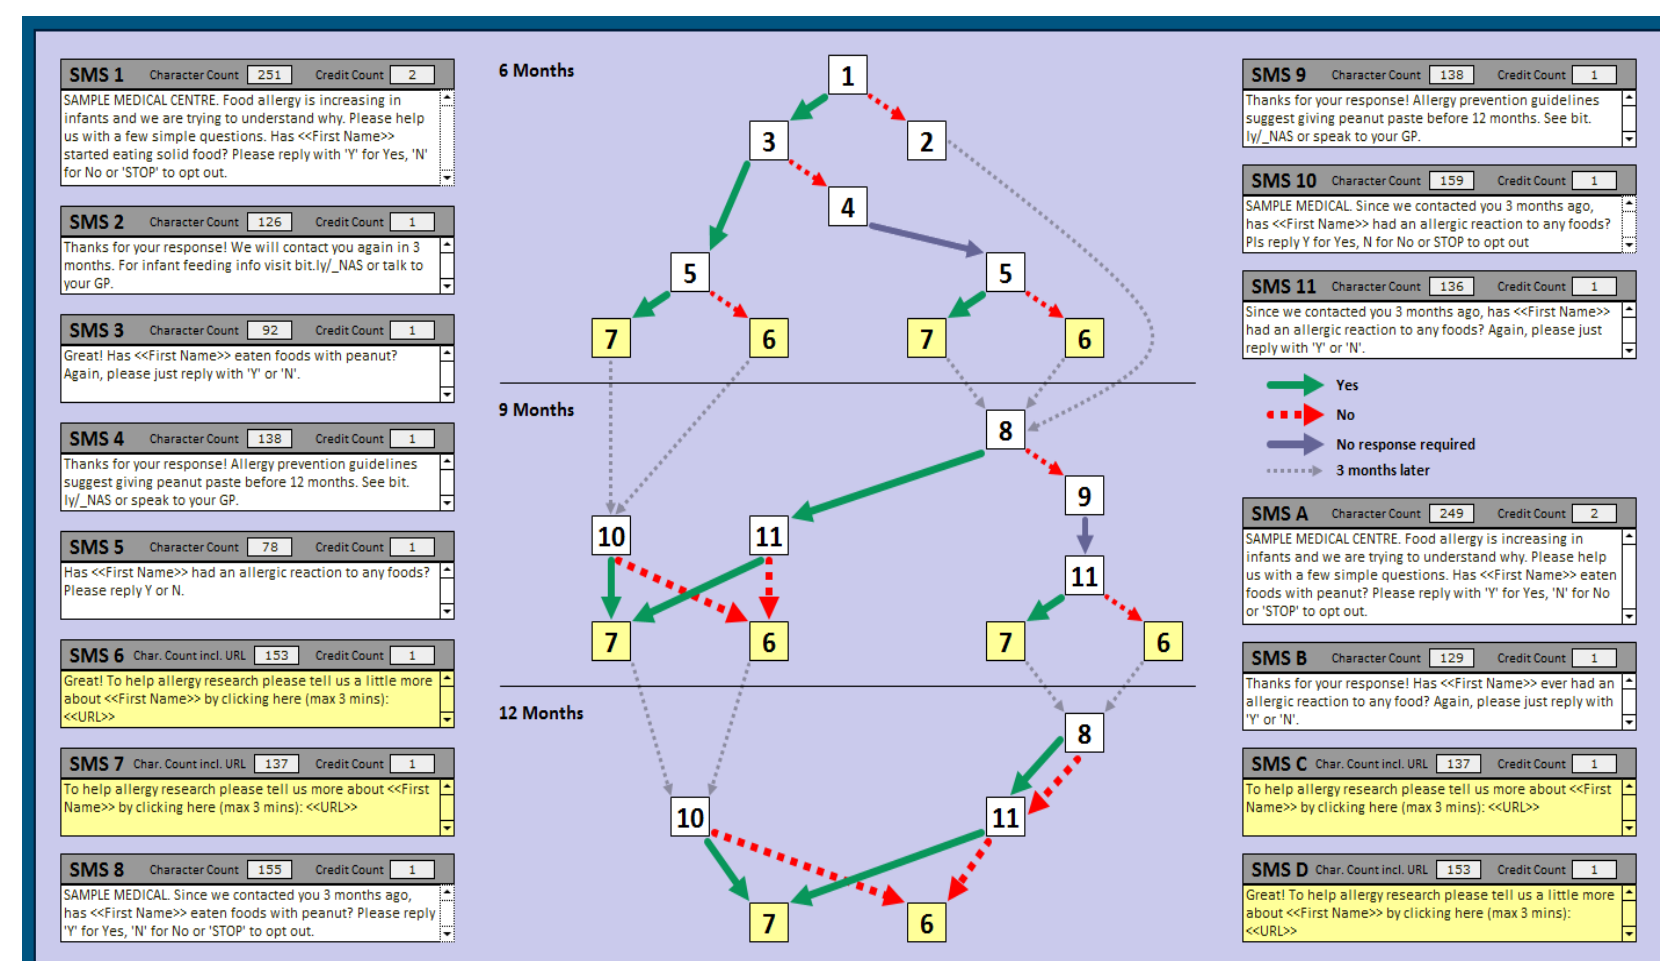 SMS 1 Character Count 251 Credit Count 2
SAMPLE MEDICAL CENTRE. Food allergy is increasing in
infants and we are trying to understand why. Please help
us with a few simple questions. Has <<First Name>>
started eating solid food? Please reply with 'Y' for Yes, 'N'
for No or 'STOP' to opt out.
SMS 2 Character Count 126 Credit Count 1
Thanks for your response! We will contact you again in 3
months. For infant feeding info visit bit.ly/_NAS or talk to
your GP.
SMS 3 Character Count 92 Credit Count 1
Great! Has <<First Name>> eaten foods with peanut?
Again, please just reply with 'Y' or 'N'.
SMS 4 Character Count 138 Credit Count 1
Thanks for your response! Allergy prevention guidelines
suggest giving peanut paste before 12 months. See bit.
ly/_NAS or speak to your GP.
SMS 5 Character Count 78 Credit Count 1
Has <<First Name>> had an allergic reaction to any foods?
Please reply Y or N.
SMS 6 Char. Count incl. URL 153 Credit Count 1
Great! To help allergy research please tell us a little more
about <<First Name>> by clicking here (max 3 mins):
<<URL>>
SMS 7 Char. Count incl. URL 137 Credit Count 1
To help allergy research please tell us more about <<First
Name>> by clicking here (max 3 mins): <<URL>>
SMS 8 Character Count 155 Credit Count 1
SAMPLE MEDICAL. Since we contacted you 3 months ago,
has <<First Name>> eaten foods with peanut? Please reply
'Y' for Yes, 'N' for No or 'STOP' to opt out.
6 Months
1
3 2
4
5 5
7 6 7 6
9 Months
8
9
10 11
11
7 6 7 6
12 Months
8
10 11
7 6
SMS 9 Character Count 138 Credit Count 1
Thanks for your response! Allergy prevention guidelines
suggest giving peanut paste before 12 months. See bit.
ly/_NAS or speak to your GP.
SMS 10 Character Count 159 Credit Count 1
SAMPLE MEDICAL. Since we contacted you 3 months ago,
has <<First Name>> had an allergic reaction to any foods?
Pls reply Y for Yes, N for No or STOP to opt out
SMS 11 Character Count 136 Credit Count 1
Since we contacted you 3 months ago, has <<First Name>>
had an allergic reaction to any foods? Again, please just
reply with 'Y' or 'N'.
Yes
No
No response required
3 months later
SMS A Character Count 249 Credit Count 2
SAMPLE MEDICAL CENTRE. Food allergy is increasing in
infants and we are trying to understand why. Please help
us with a few simple questions. Has <<First Name>> eaten
foods with peanut? Please reply with 'Y' for Yes, 'N' for No
or 'STOP' to opt out.
SMS B Character Count 129 Credit Count 1
Thanks for your response! Has <<First Name>> ever had an
allergic reaction to any food? Again, please just reply with
'Y' or 'N'.
SMS C Char. Count incl. URL 137 Credit Count 1
To help allergy research please tell us more about <<First
Name>> by clicking here (max 3 mins): <<URL>>
SMS D Char. Count incl. URL 153 Credit Count 1
Great! To help allergy research please tell us a little more
about <<First Name>> by clicking here (max 3 mins):
<<URL>>